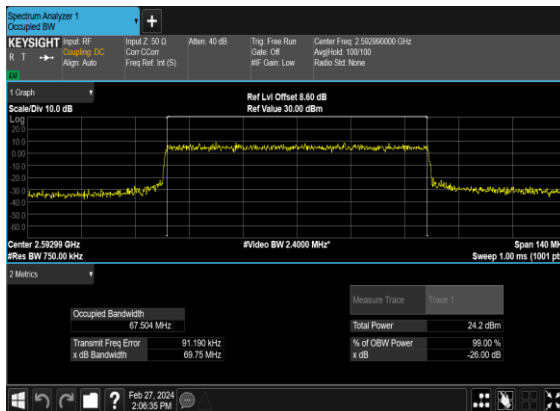 Spectrum Analyzer 1
Occupied BW
KEYSIGHT
R T
Input: RF
Coupling: DC
Align: Auto
Input Z: 50 Ω
Corr CCorr
Freq Ref: Int (S)
Atten: 40 dB
Trig: Free Run
Gate: Off
#IF Gain: Low
Center Freq: 2.592990000 GHz
Avg|Hold: 100/100
Radio Std: None
1 Graph
Scale/Div 10.0 dB
Ref Lvl Offset 8.60 dB
Ref Value 30.00 dBm
Log
20.0
10.0
0.00
-10.0
-20.0
-30.0
-40.0
-50.0
-60.0
Center 2.59299 GHz
#Res BW 750.00 kHz
#Video BW 2.4000 MHz*
Span 140 MH
Sweep 1.00 ms (1001 pts
2 Metrics
Measure Trace Trace 1
Occupied Bandwidth
67.504 MHz
Total Power 24.2 dBm
Transmit Freq Error 91.190 kHz
% of OBW Power 99.00 %
x dB Bandwidth 69.75 MHz
x dB -26.00 dB
Feb 27, 2024
2:06:35 PM